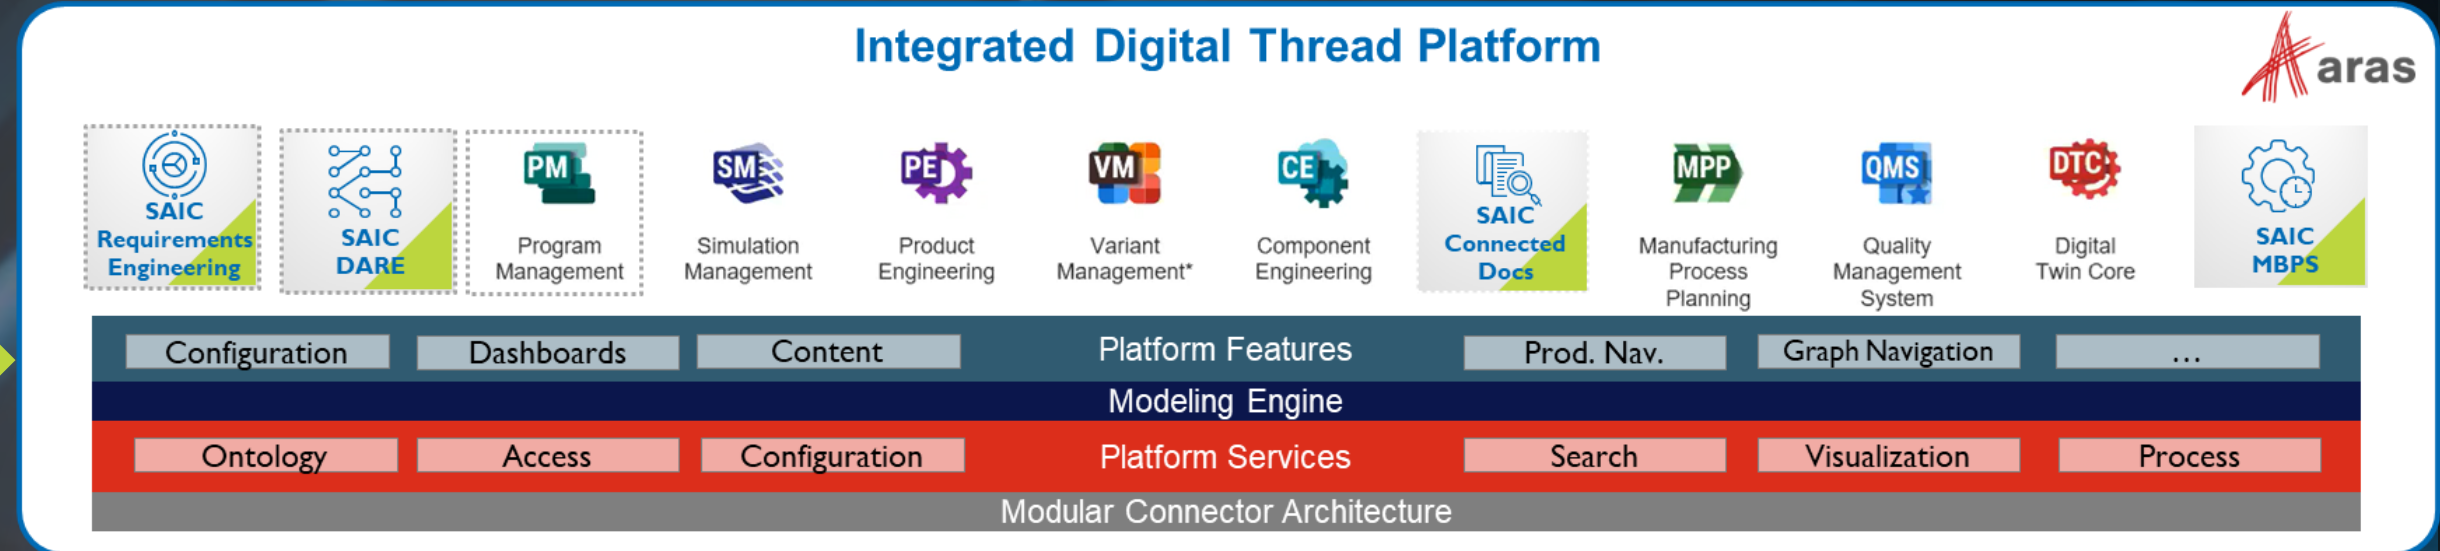 Integrated Digital Thread Platform
aras
SAIC
Requirements
Engineering
SAIC
DARE
PM
Program
Management
SM
Simulation
Management
PE
Product
Engineering
VM
Variant
Management*
CE
Component
Engineering
SAIC
Connected
Docs
MPP
Manufacturing
Process
Planning
QMS
Quality
Management
System
DTC
Digital
Twin Core
SAIC
MBPS
Configuration
Dashboards
Content
Platform Features
Prod. Nav.
Graph Navigation
...
Modeling Engine
Ontology
Access
Configuration
Platform Services
Search
Visualization
Process
Modular Connector Architecture